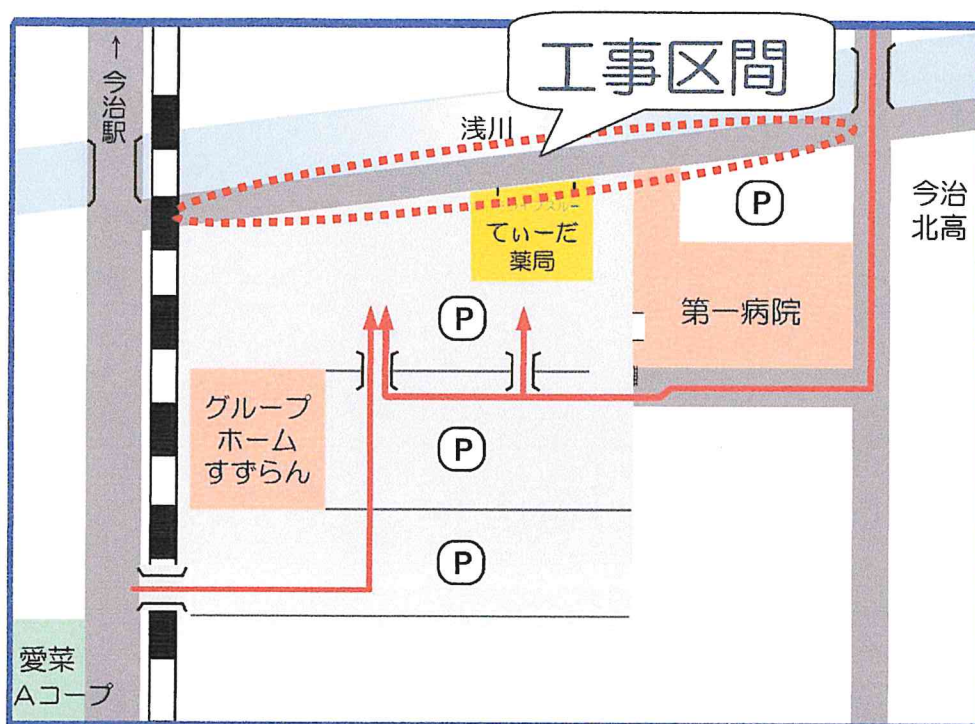 工事区間
↑
今治駅
浅川
P
今治
北高
てぃーだ
薬局
第一病院
P
グループ
ホーム
すずらん
P
P
愛菜
Aコープ